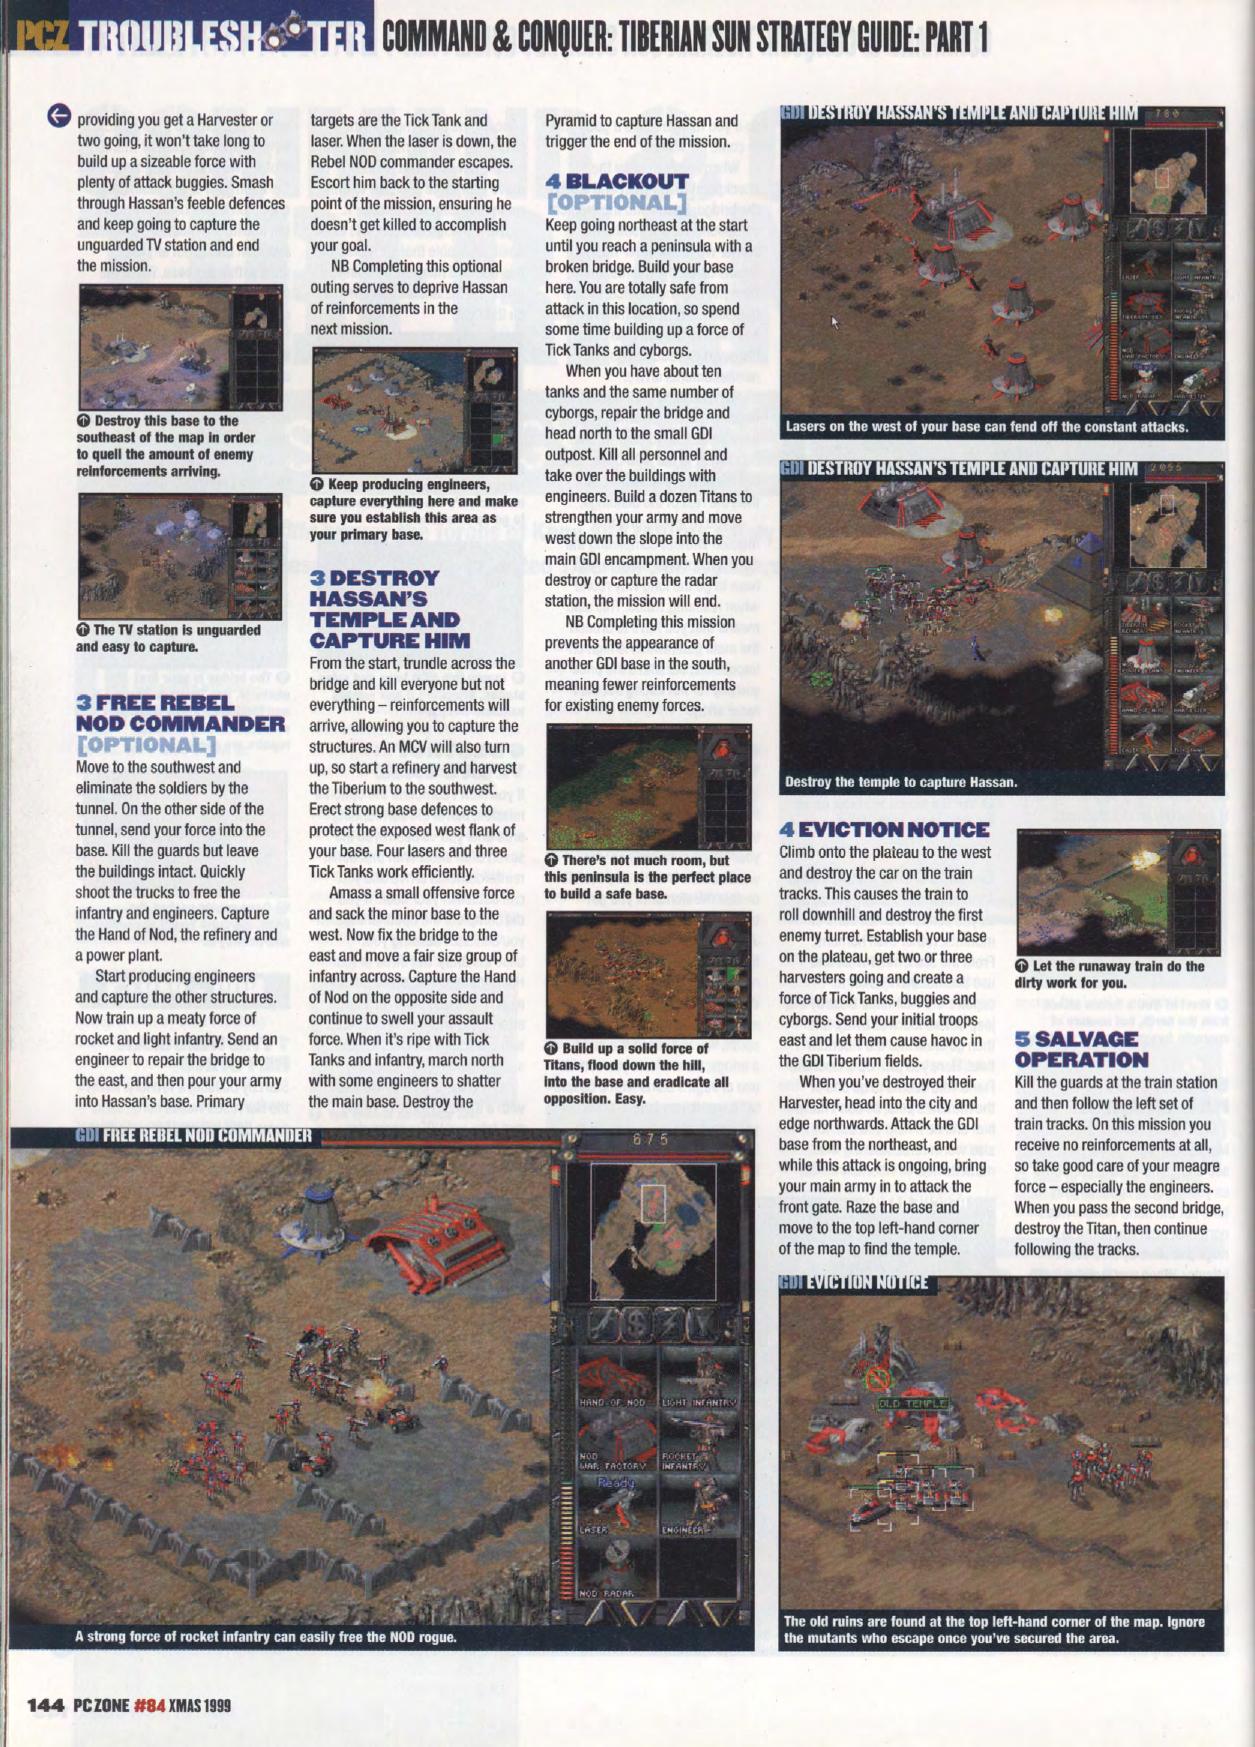 PCZ TROUBLESHOOTER COMMAND & CONQUER: TIBERIAN SUN STRATEGY GUIDE: PART 1
providing you get a Harvester or
two going, it won't take long to
build up a sizeable force with
plenty of attack buggies. Smash
through Hassan's feeble defences
and keep going to capture the
unguarded TV station and end
the mission.
Destroy this base to the
southeast of the map in order
to quell the amount of enemy
reinforcements arriving.
The TV station is unguarded
and easy to capture.
3 FREE REBEL
NOD COMMANDER
[OPTIONAL]
Move to the southwest and
eliminate the soldiers by the
tunnel. On the other side of the
tunnel, send your force into the
base. Kill the guards but leave
the buildings intact. Quickly
shoot the trucks to free the
infantry and engineers. Capture
the Hand of Nod, the refinery and
a power plant.
Start producing engineers
and capture the other structures.
Now train up a meaty force of
rocket and light infantry. Send an
engineer to repair the bridge to
the east, and then pour your army
into Hassan's base. Primary
targets are the Tick Tank and
laser. When the laser is down, the
Rebel NOD commander escapes.
Escort him back to the starting
point of the mission, ensuring he
doesn't get killed to accomplish
your goal.
NB Completing this optional
outing serves to deprive Hassan
of reinforcements in the
next mission.
Keep producing engineers,
capture everything here and make
sure you establish this area as
your primary base.
3 DESTROY
HASSAN'S
TEMPLE AND
CAPTURE HIM
From the start, trundle across the
bridge and kill everyone but not
everything – reinforcements will
arrive, allowing you to capture the
structures. An MCV will also turn
up, so start a refinery and harvest
the Tiberium to the southwest.
Erect strong base defences to
protect the exposed west flank of
your base. Four lasers and three
Tick Tanks work efficiently.
Amass a small offensive force
and sack the minor base to the
west. Now fix the bridge to the
east and move a fair size group of
infantry across. Capture the Hand
of Nod on the opposite side and
continue to swell your assault
force. When it's ripe with Tick
Tanks and infantry, march north
with some engineers to shatter
the main base. Destroy the
Pyramid to capture Hassan and
trigger the end of the mission.
4 BLACKOUT
[OPTIONAL]
Keep going northeast at the start
until you reach a peninsula with a
broken bridge. Build your base
here. You are totally safe from
attack in this location, so spend
some time building up a force of
Tick Tanks and cyborgs.
When you have about ten
tanks and the same number of
cyborgs, repair the bridge and
head north to the small GDI
outpost. Kill all personnel and
take over the buildings with
engineers. Build a dozen Titans to
strengthen your army and move
west down the slope into the
main GDI encampment. When you
destroy or capture the radar
station, the mission will end.
NB Completing this mission
prevents the appearance of
another GDI base in the south,
meaning fewer reinforcements
for existing enemy forces.
There's not much room, but
this peninsula is the perfect place
to build a safe base.
Build up a solid force of
Titans, flood down the hill,
into the base and eradicate all
opposition. Easy.
GDI DESTROY HASSAN'S TEMPLE AND CAPTURE HIM
780
Lasers on the west of your base can fend off the constant attacks.
GDI DESTROY HASSAN'S TEMPLE AND CAPTURE HIM
2055
Destroy the temple to capture Hassan.
4 EVICTION NOTICE
Climb onto the plateau to the west
and destroy the car on the train
tracks. This causes the train to
roll downhill and destroy the first
enemy turret. Establish your base
on the plateau, get two or three
harvesters going and create a
force of Tick Tanks, buggies and
cyborgs. Send your initial troops
east and let them cause havoc in
the GDI Tiberium fields.
When you've destroyed their
Harvester, head into the city and
edge northwards. Attack the GDI
base from the northeast, and
while this attack is ongoing, bring
your main army in to attack the
front gate. Raze the base and
move to the top left-hand corner
of the map to find the temple.
Let the runaway train do the
dirty work for you.
5 SALVAGE
OPERATION
Kill the guards at the train station
and then follow the left set of
train tracks. On this mission you
receive no reinforcements at all,
so take good care of your meagre
force – especially the engineers.
When you pass the second bridge,
destroy the Titan, then continue
following the tracks.
GDI FREE REBEL NOD COMMANDER
675
HAND OF NOD
LIGHT INFANTRY
NOD
WAR FACTORY
ROCKET
INFANTRY
Ready
LASER
ENGINEER
NOD RADAR
A strong force of rocket infantry can easily free the NOD rogue.
GDI EVICTION NOTICE
OLD TEMPLE
The old ruins are found at the top left-hand corner of the map. Ignore
the mutants who escape once you've secured the area.
144 PC ZONE #84 XMAS 1999